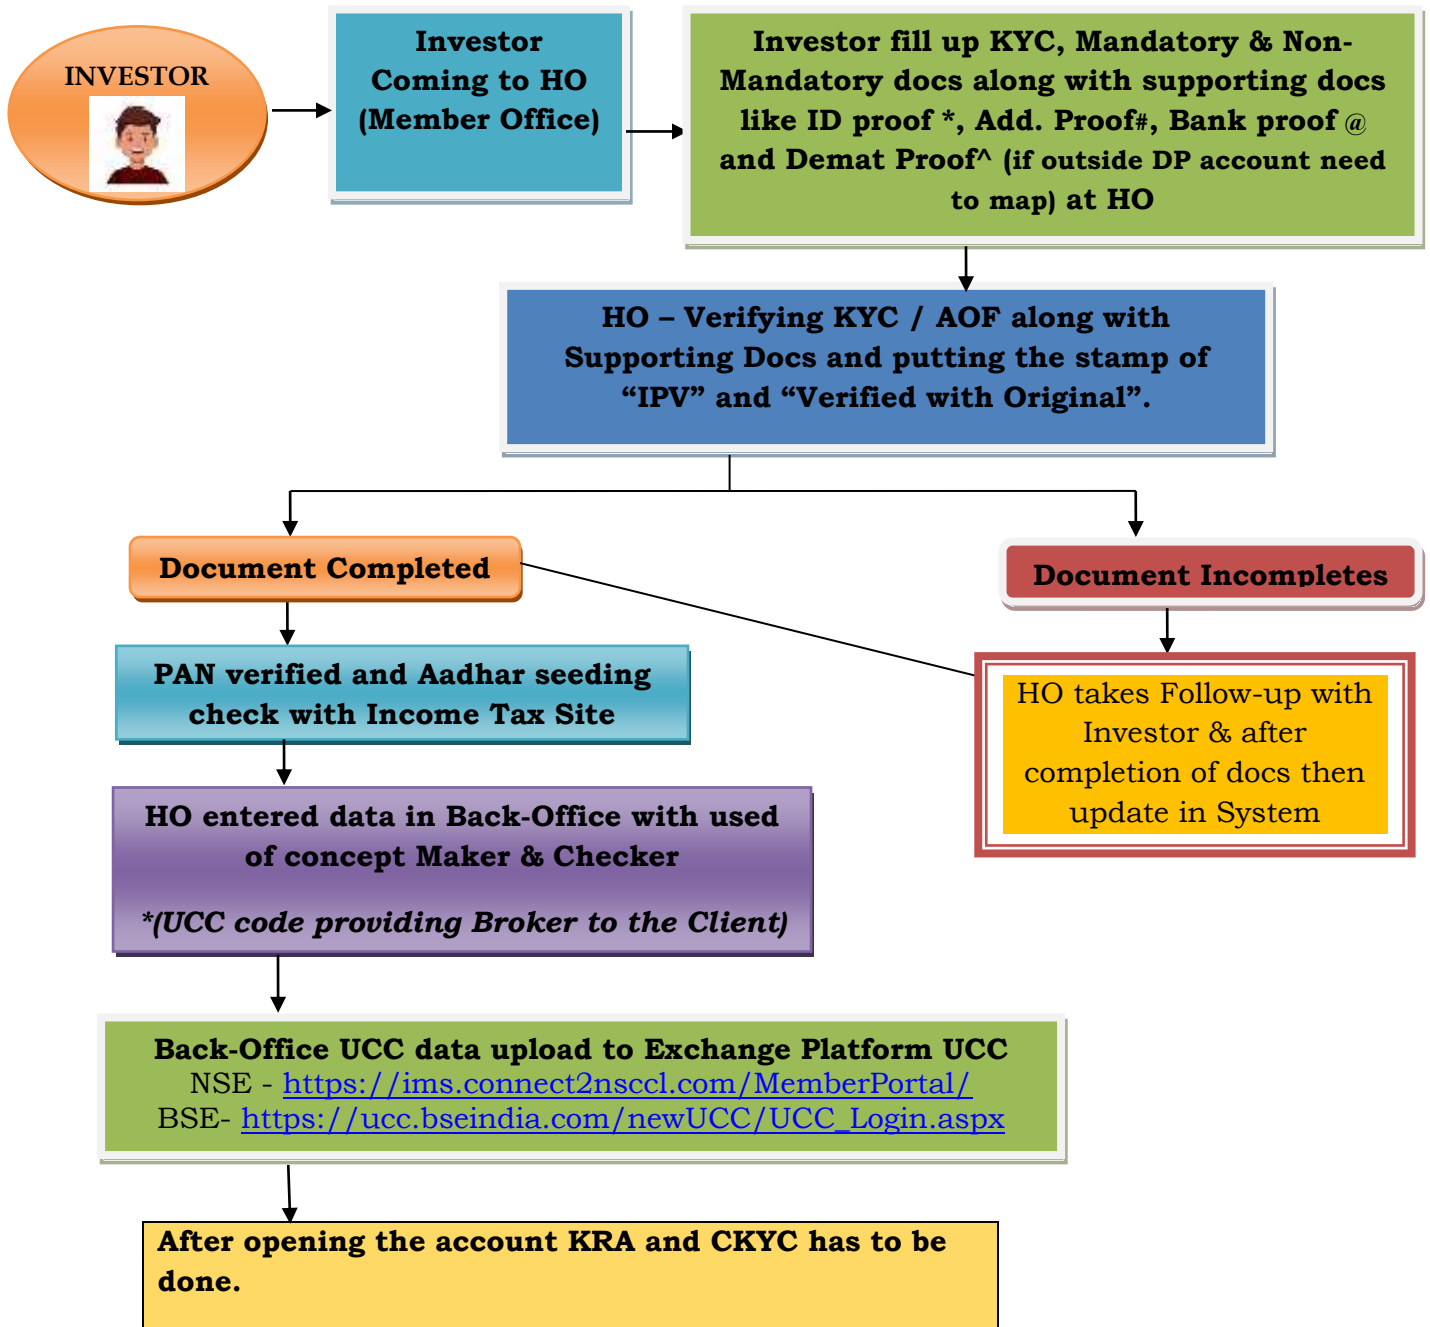 INVESTOR
Investor
Coming to HO
(Member Office)
Investor fill up KYC, Mandatory & Non-
Mandatory docs along with supporting docs
like ID proof *, Add. Proof#, Bank proof @
and Demat Proof^ (if outside DP account need
to map) at HO
HO – Verifying KYC / AOF along with
Supporting Docs and putting the stamp of
“IPV” and “Verified with Original”.
Document Completed
Document Incompletes
PAN verified and Aadhar seeding
check with Income Tax Site
HO takes Follow-up with
Investor & after
completion of docs then
update in System
HO entered data in Back-Office with used
of concept Maker & Checker
*(UCC code providing Broker to the Client)
Back-Office UCC data upload to Exchange Platform UCC
NSE - https://ims.connect2nsccl.com/MemberPortal/
BSE- https://ucc.bseindia.com/newUCC/UCC_Login.aspx
After opening the account KRA and CKYC has to be
done.